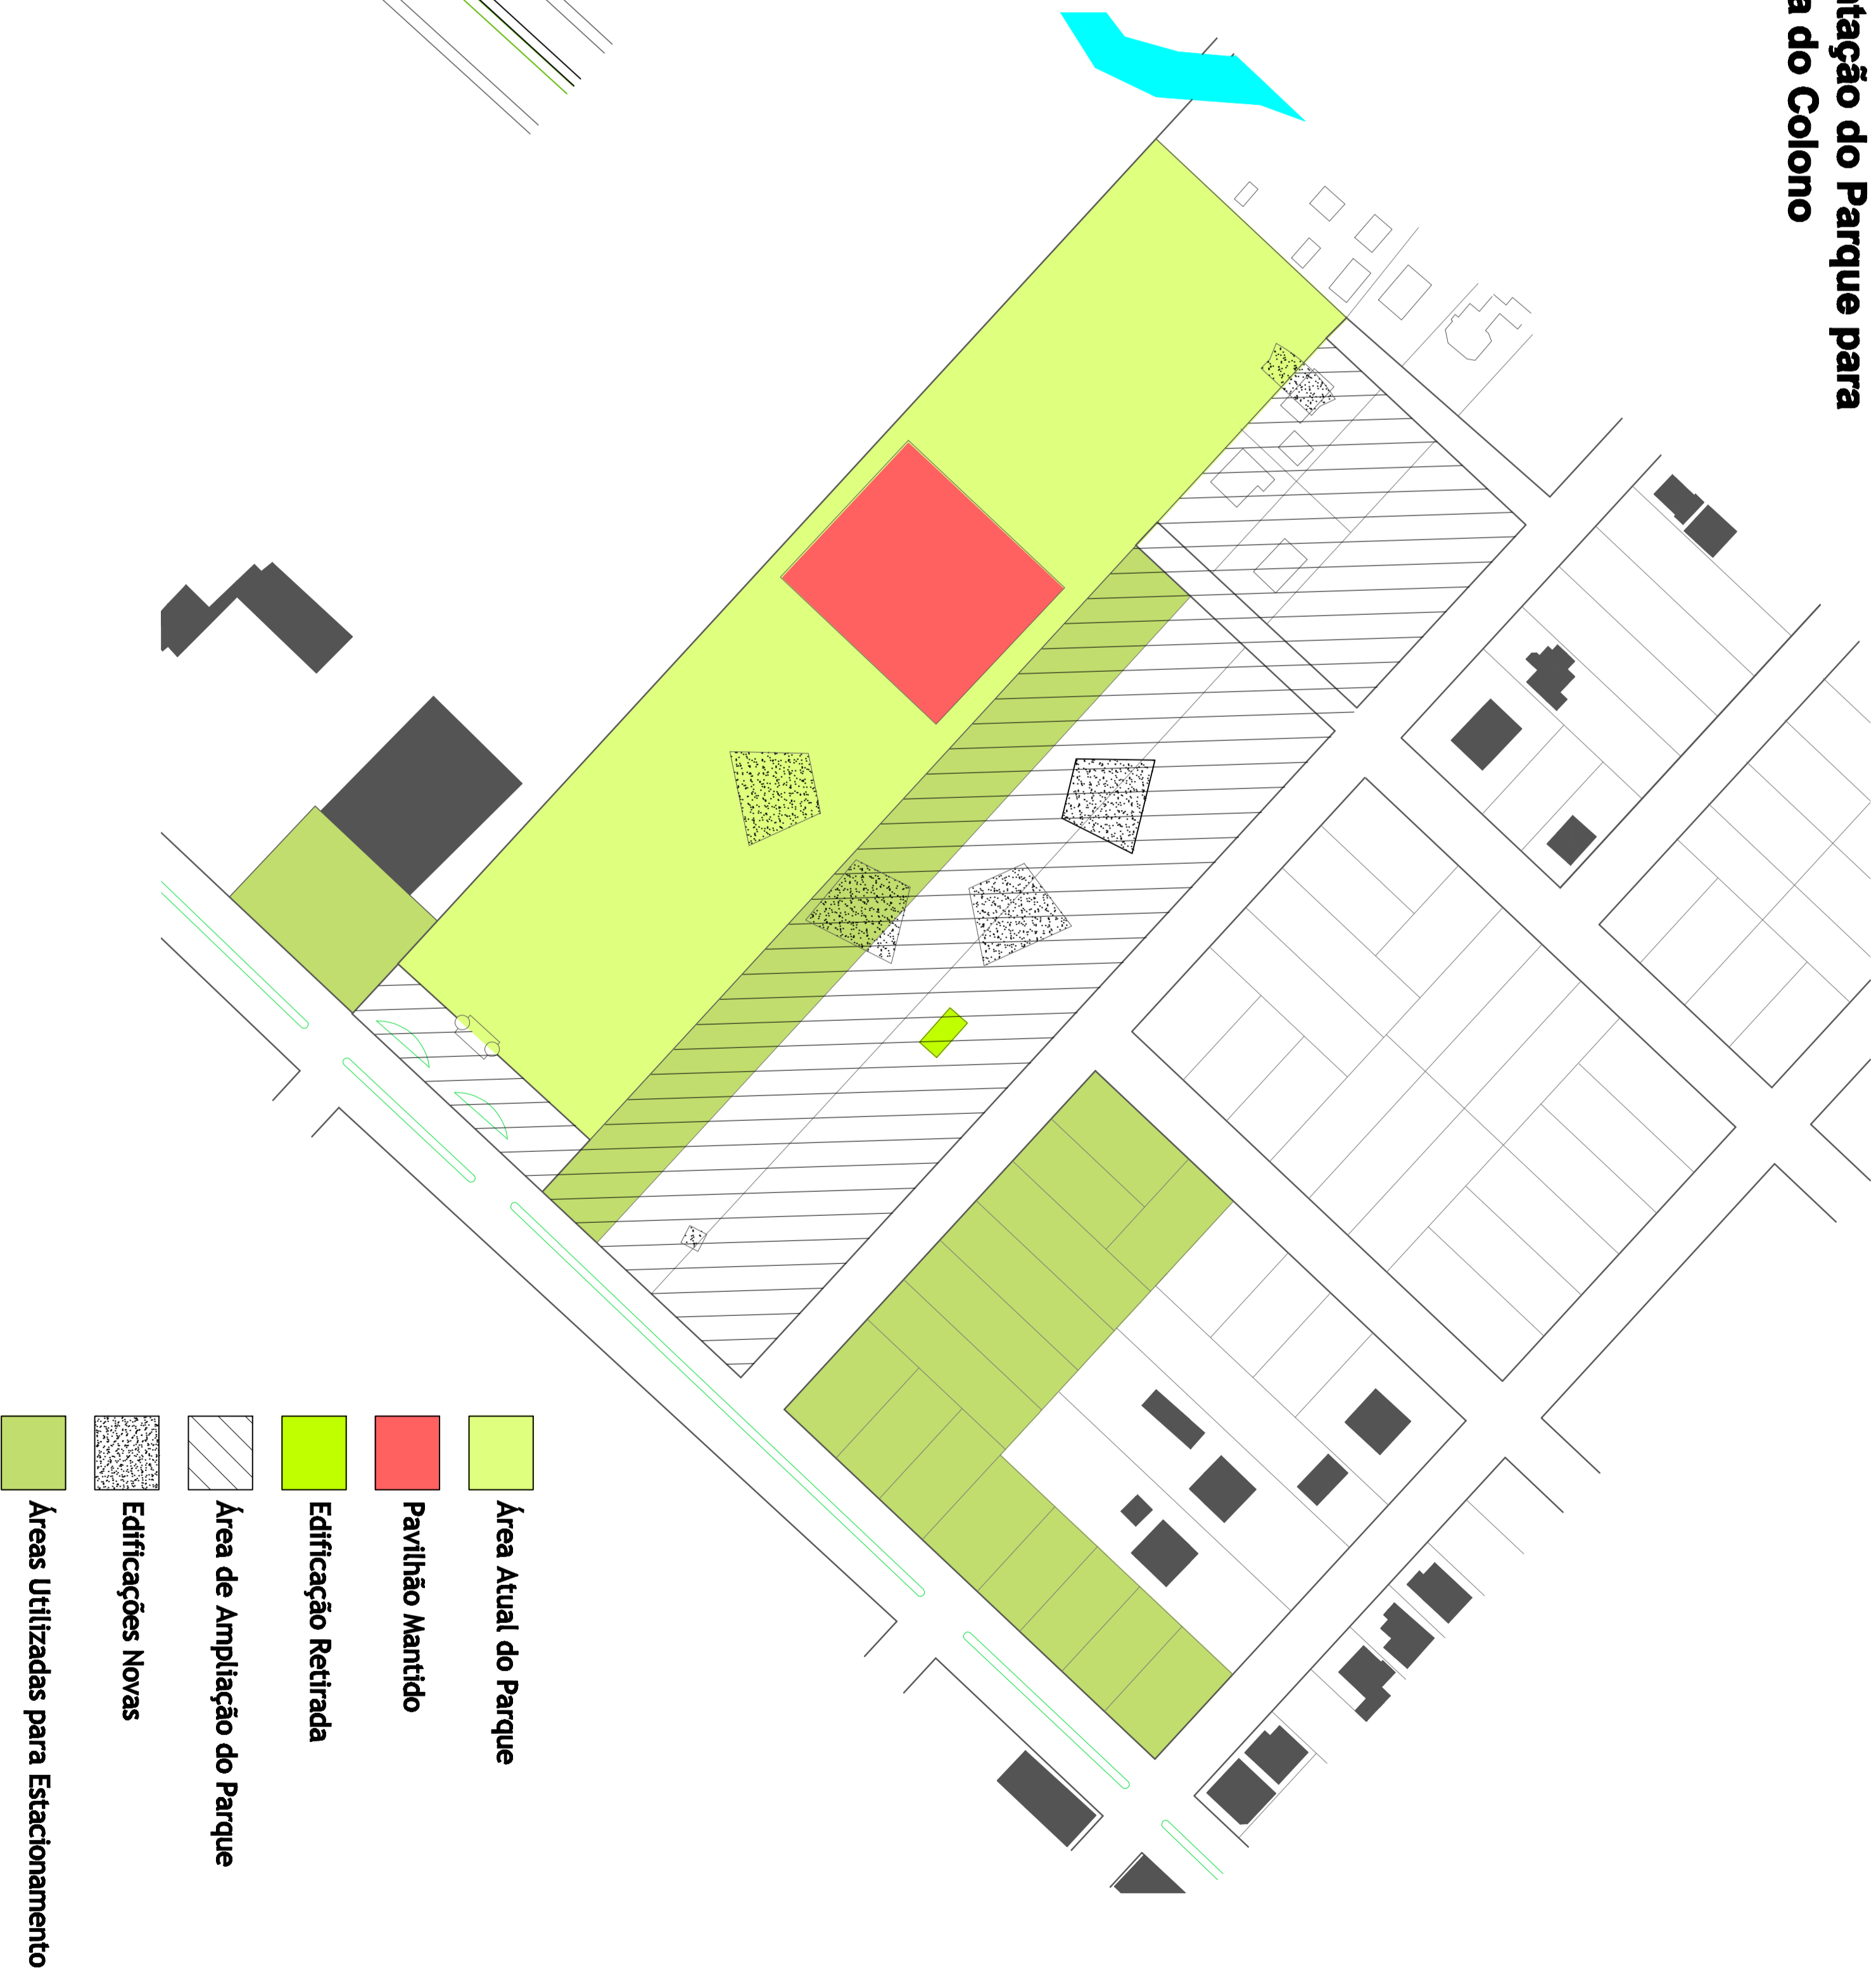 do Parque para
do Colono
Área Atual do Parque
Pavilhão Mantido
Edificação Retirada
Área de Ampliação do Parque
Edificações Novas
Áreas Utilizadas para Estacionamento